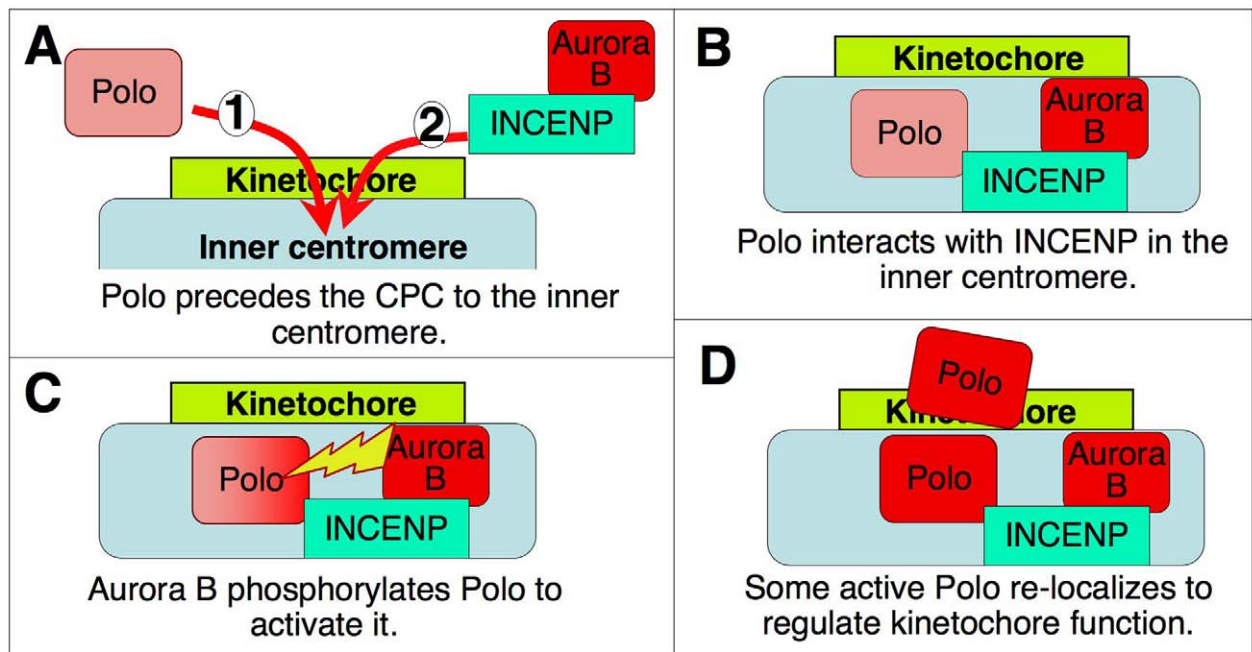 A
Polo
1
2
Aurora
B
INCENP
Kinetochore
Inner centromere
Polo precedes the CPC to the inner
centromere.
B
Kinetochore
Polo
Aurora
B
INCENP
Polo interacts with INCENP in the
inner centromere.
C
Kinetochore
Polo
Aurora
B
INCENP
Aurora B phosphorylates Polo to
activate it.
D
Polo
Kinetochore
Polo
Aurora
B
INCENP
Some active Polo re-localizes to
regulate kinetochore function.